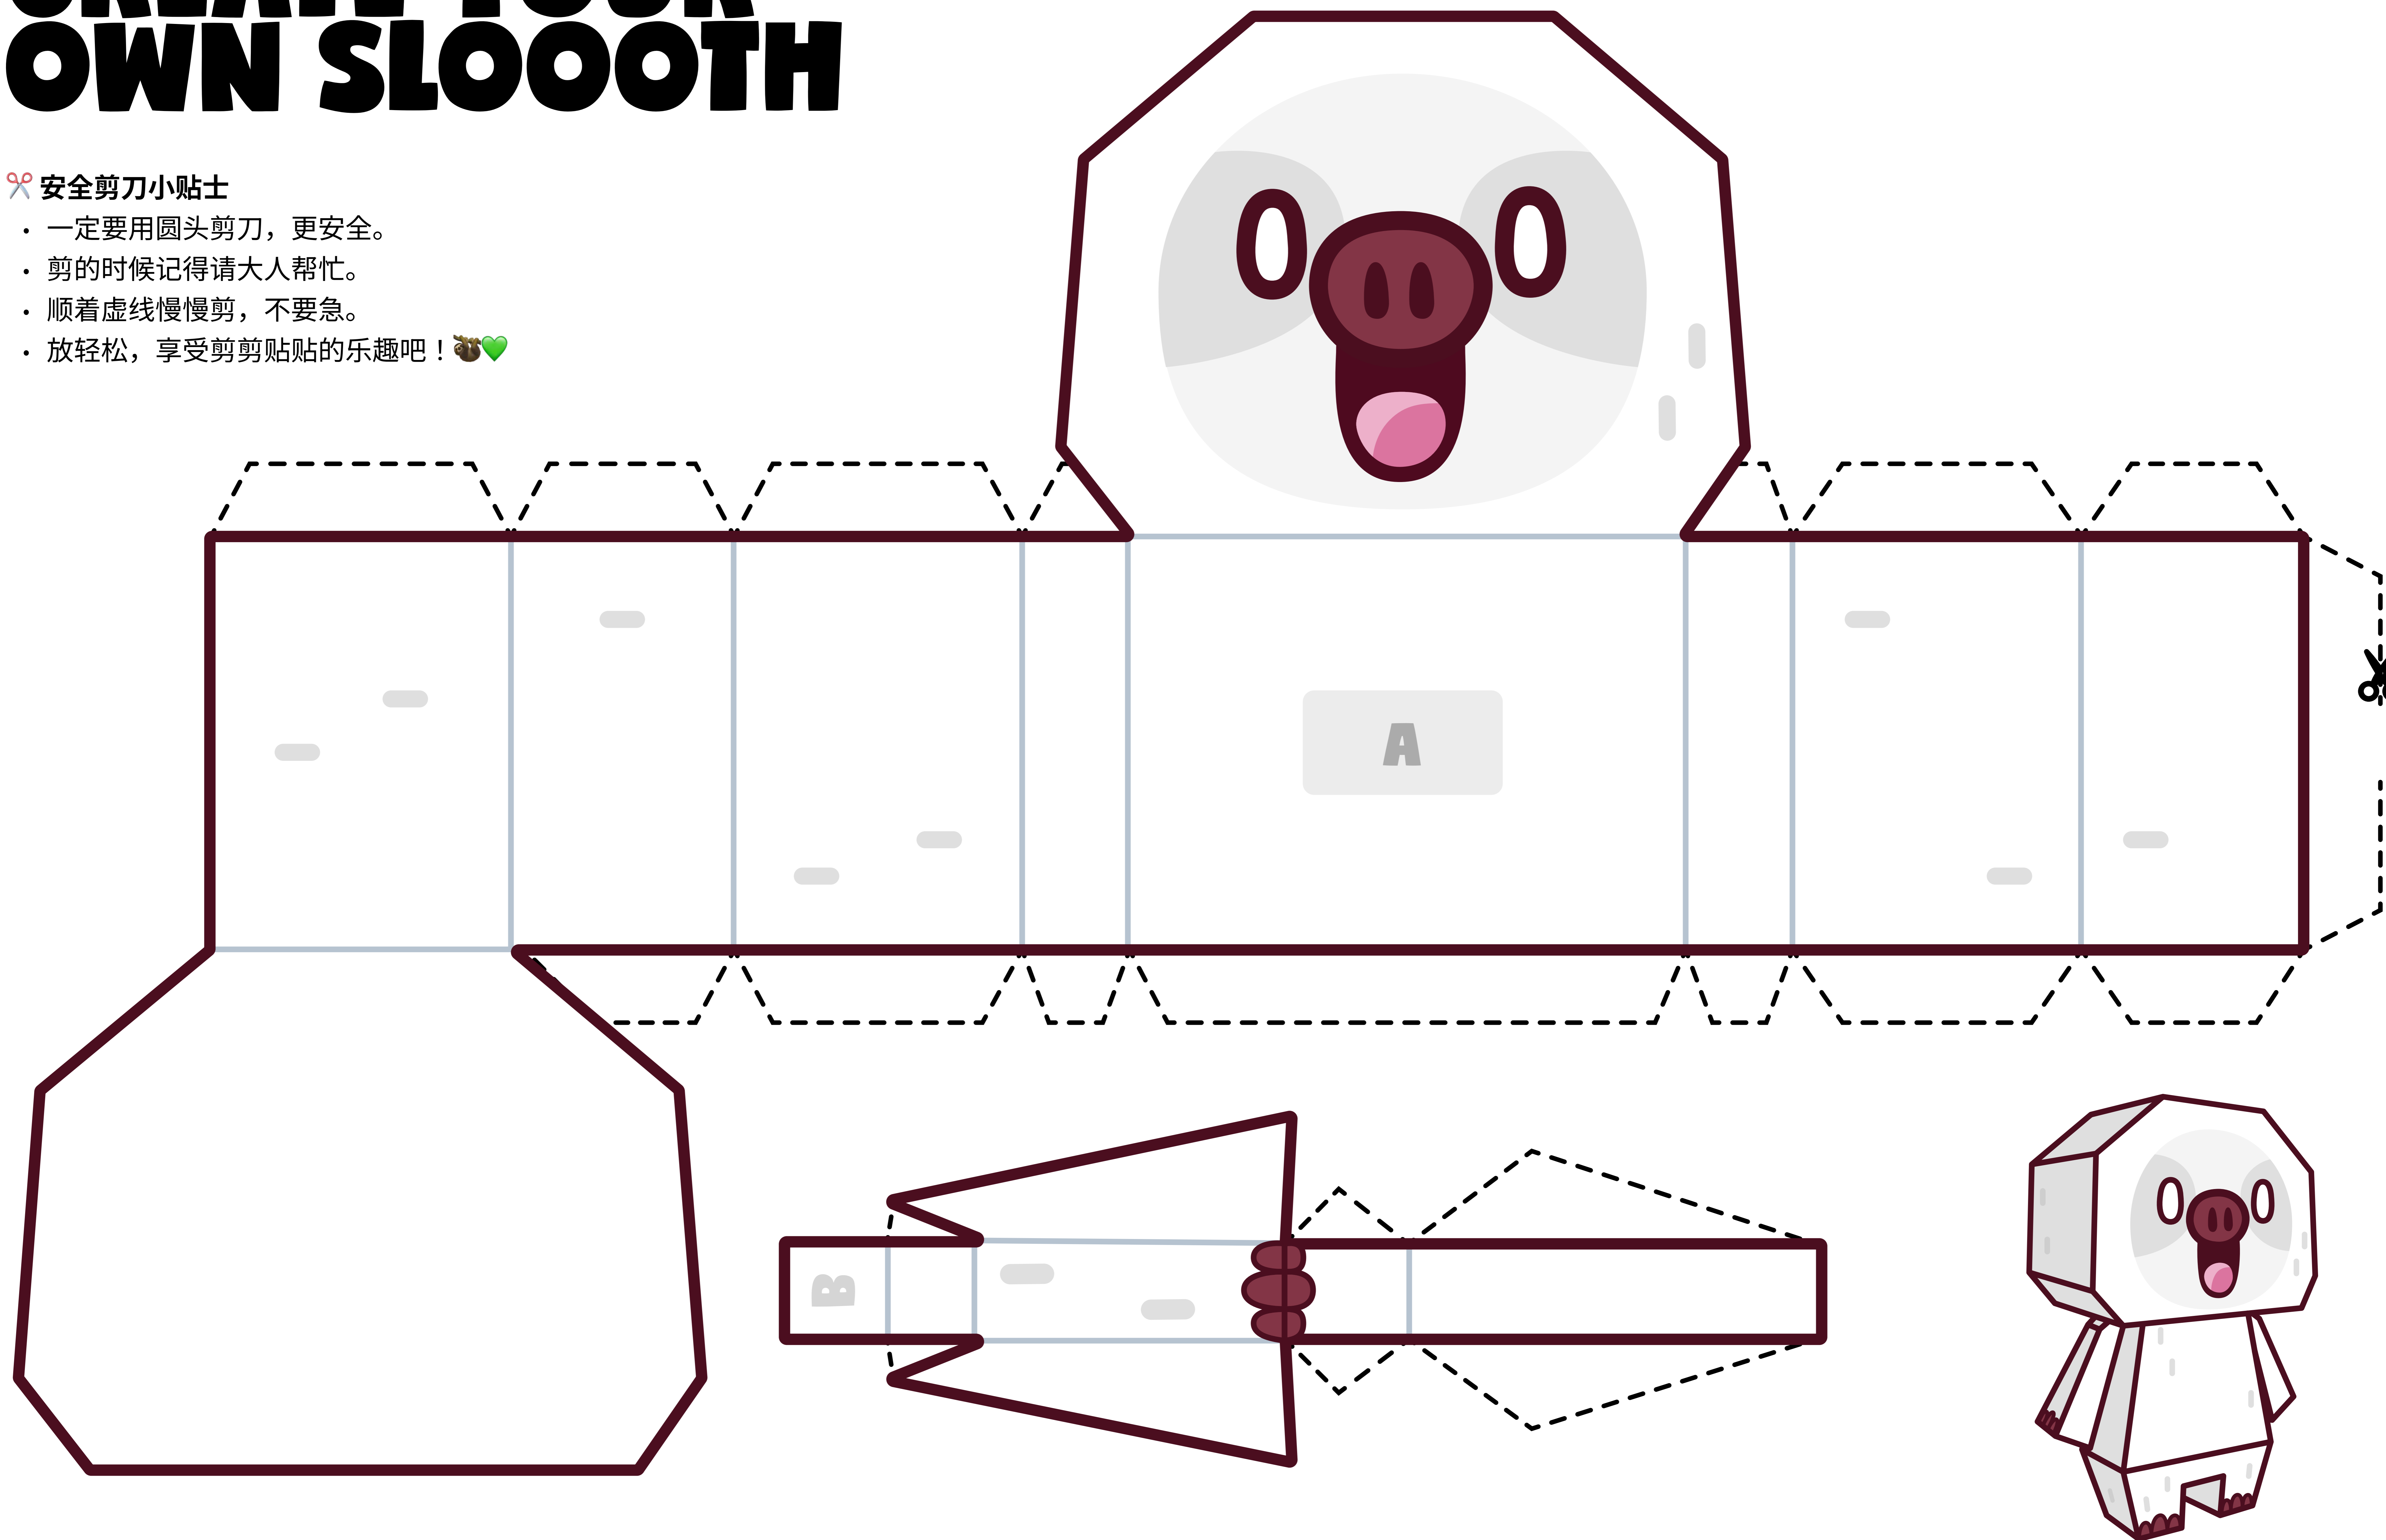 CREATE YOUR
OWN SLOOOTH
✂️ 安全剪刀小贴士
• 一定要用圆头剪刀，更安全。
• 剪的时候记得请大人帮忙。
• 顺着虚线慢慢剪，不要急。
• 放轻松，享受剪剪贴贴的乐趣吧！🦥💚
A
B